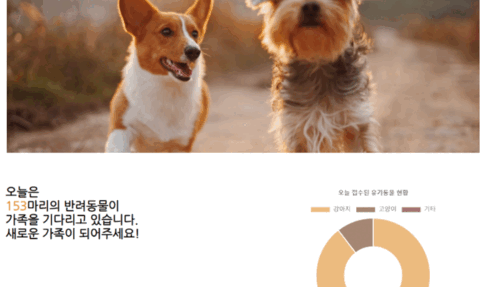 오늘은
153마리의 반려동물이
가족을 기다리고 있습니다.
새로운 가족이 되어주세요!
오늘 접수된 유기동물 현황
강아지 고양이 기타